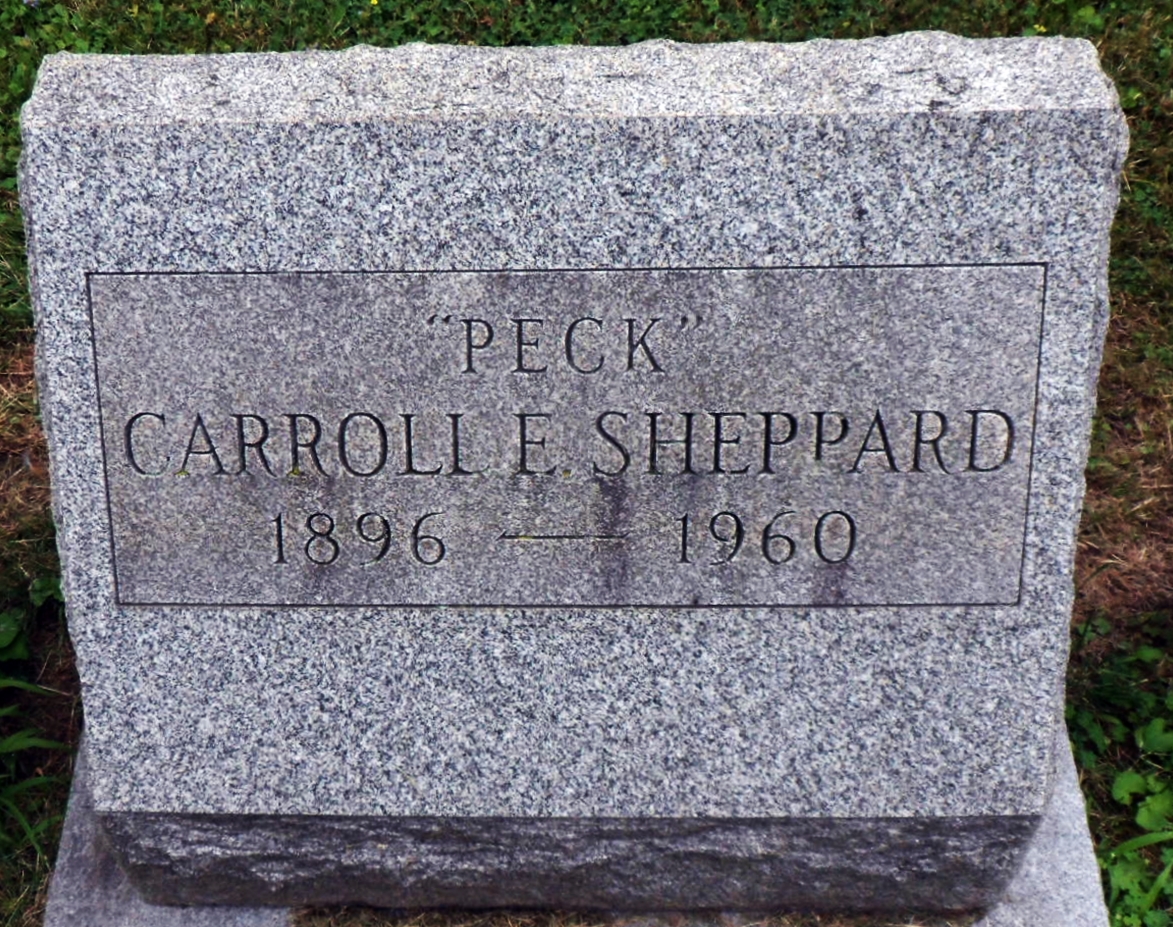 “PECK”
CARROLL E. SHEPPARD
1896 — 1960